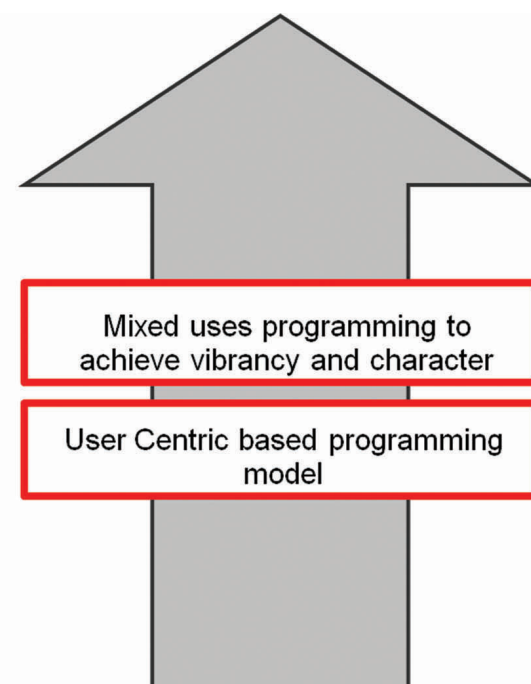 Mixed uses programming to
achieve vibrancy and character
User Centric based programming
model